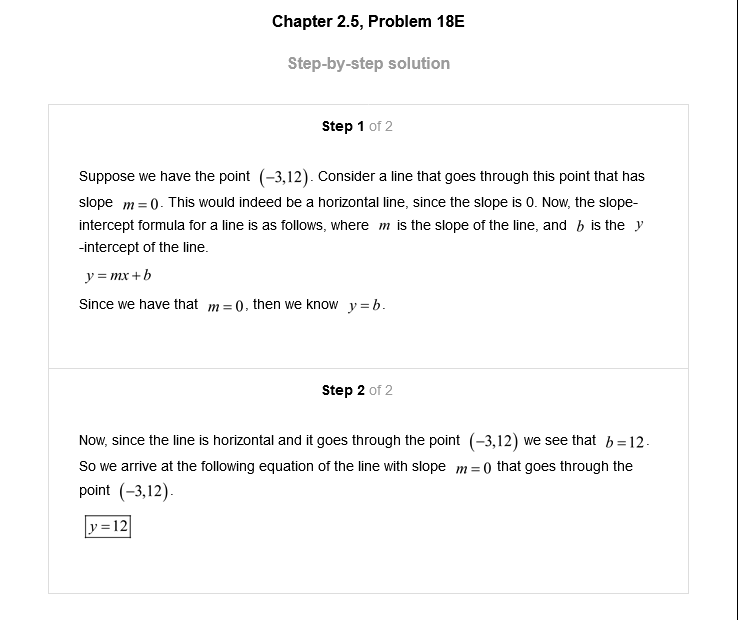 Chapter 2.5, Problem 18E
Step-by-step solution
Step 1 of 2
Suppose we have the point (−3,12). Consider a line that goes through this point that has
slope m = 0. This would indeed be a horizontal line, since the slope is 0. Now, the slope-
intercept formula for a line is as follows, where m is the slope of the line, and b is the y
-intercept of the line.
y = mx + b
Since we have that m = 0, then we know y = b.
Step 2 of 2
Now, since the line is horizontal and it goes through the point (−3,12) we see that b = 12.
So we arrive at the following equation of the line with slope m = 0 that goes through the
point (−3,12).
y = 12